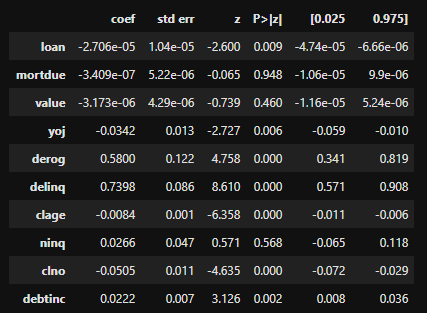 coef std err z P>|z| [0.025 0.975]
loan -2.706e-05 1.04e-05 -2.600 0.009 -4.74e-05 -6.66e-06
mortdue -3.409e-07 5.22e-06 -0.065 0.948 -1.06e-05 9.9e-06
value -3.173e-06 4.29e-06 -0.739 0.460 -1.16e-05 5.24e-06
yoj -0.0342 0.013 -2.727 0.006 -0.059 -0.010
derog 0.5800 0.122 4.758 0.000 0.341 0.819
delinq 0.7398 0.086 8.610 0.000 0.571 0.908
clage -0.0084 0.001 -6.358 0.000 -0.011 -0.006
ninq 0.0266 0.047 0.571 0.568 -0.065 0.118
clno -0.0505 0.011 -4.635 0.000 -0.072 -0.029
debtinc 0.0222 0.007 3.126 0.002 0.008 0.036